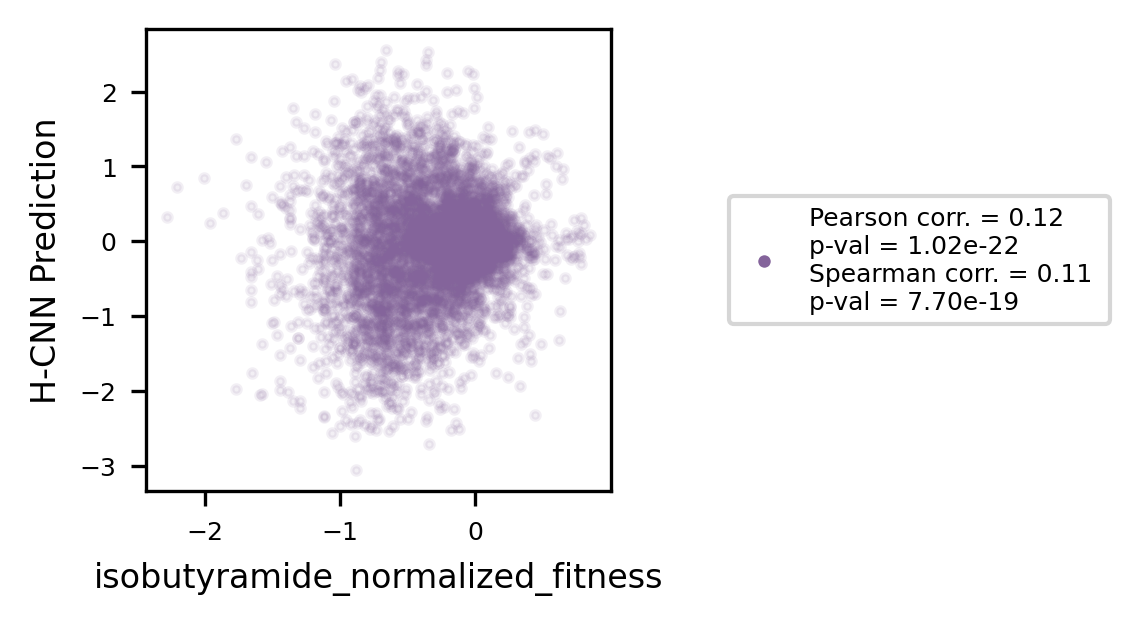 H-CNN Prediction
2
1
0
−1
−2
−3
−2
−1
0
isobutyramide_normalized_fitness
Pearson corr. = 0.12
p-val = 1.02e-22
Spearman corr. = 0.11
p-val = 7.70e-19